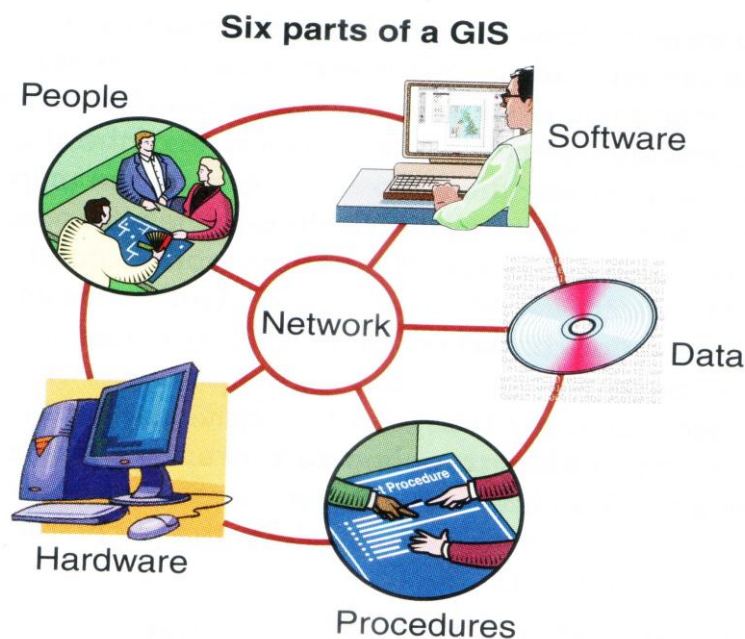 Six parts of a GIS
People
Software
Network
Data
t Procedure
Hardware
Procedures